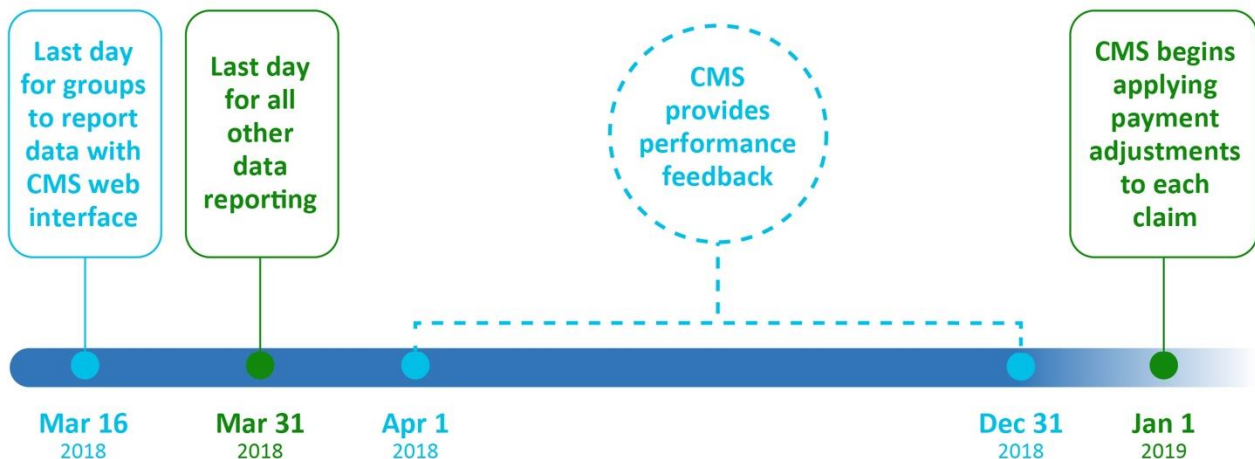 Last day
for groups
to report
data with
CMS web
interface
Last day
for all
other
data
reporting
CMS
provides
performance
feedback
CMS begins
applying
payment
adjustments
to each
claim
Mar 16
2018
Mar 31
2018
Apr 1
2018
Dec 31
2018
Jan 1
2019